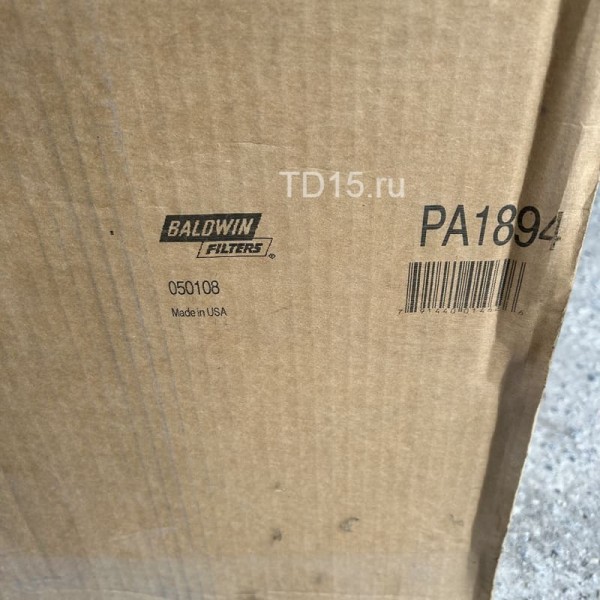 TD15.ru
BALDWIN
FILTERS®
PA1894
050108
Made in USA